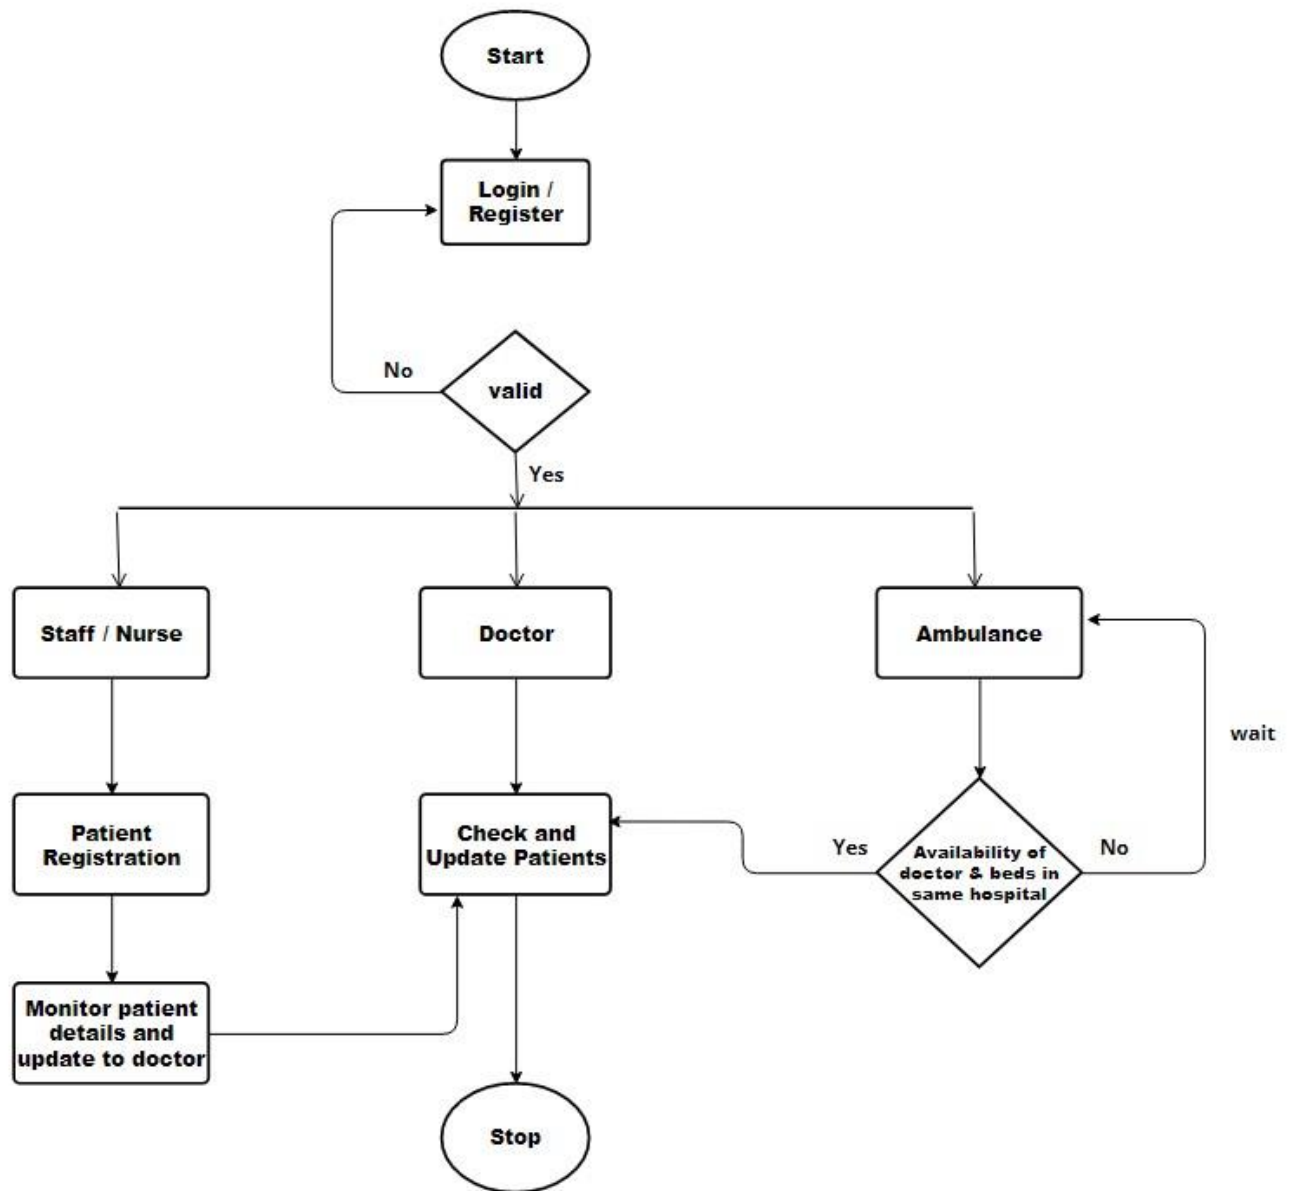 Start
Login /
Register
No
valid
Yes
Staff / Nurse
Doctor
Ambulance
wait
Patient
Registration
Check and
Update Patients
Yes
Availability of
doctor & beds in
same hospital
No
Monitor patient
details and
update to doctor
Stop